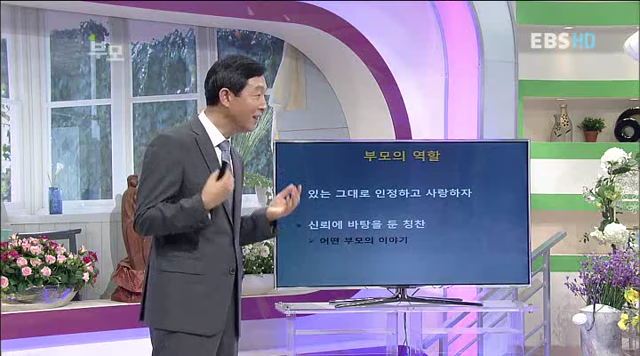 부모
EBS HD
부모의 역할
있는 그대로 인정하고 사랑하자
신뢰에 바탕을 둔 칭찬
어떤 부모의 이야기